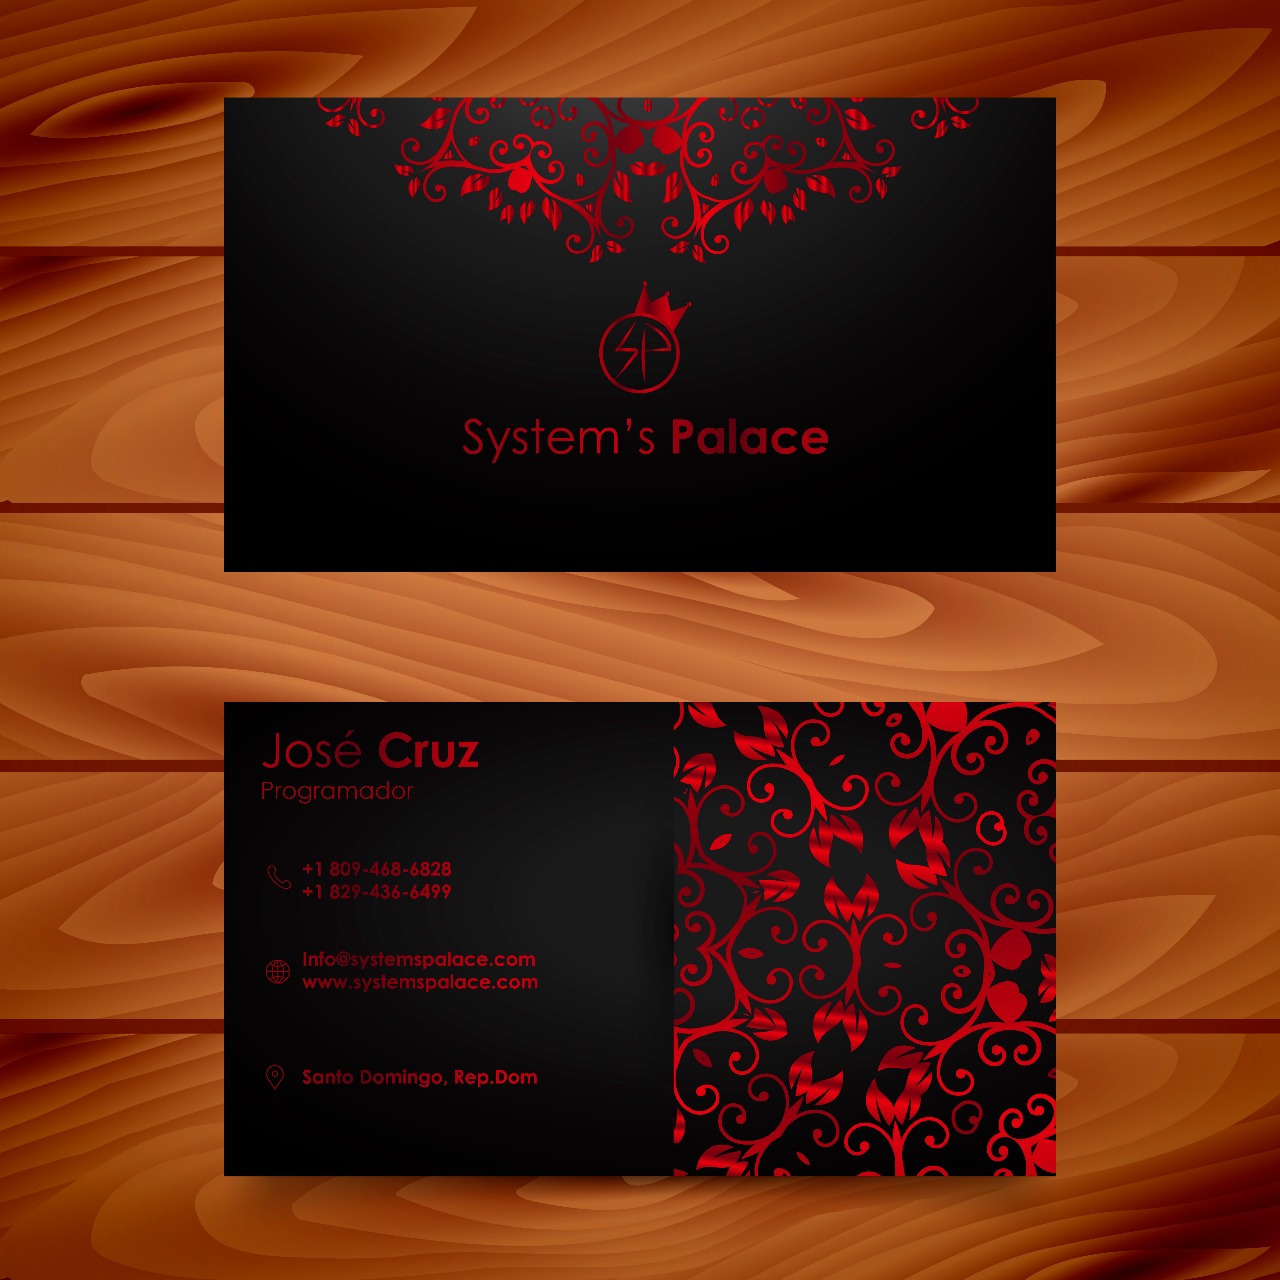 SP
System’s Palace
José Cruz
Programador
+1 809-468-6828
+1 829-436-6499
Info@systemspalace.com
www.systemspalace.com
Santo Domingo, Rep.Dom